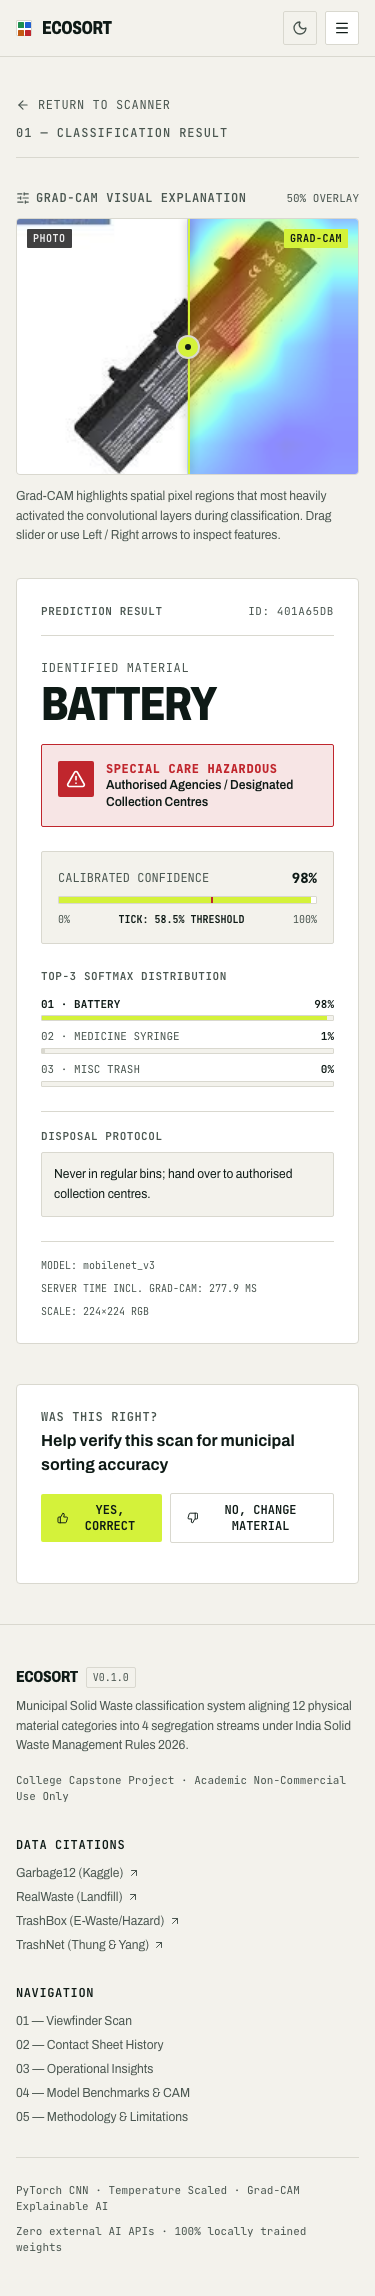 ECOSORT
RETURN TO SCANNER
01 — CLASSIFICATION RESULT
GRAD-CAM VISUAL EXPLANATION
50% OVERLAY
PHOTO
GRAD-CAM
Grad-CAM highlights spatial pixel regions that most heavily
activated the convolutional layers during classification. Drag
slider or use Left / Right arrows to inspect features.
PREDICTION RESULT
ID: 401A65DB
IDENTIFIED MATERIAL
BATTERY
SPECIAL CARE HAZARDOUS
Authorised Agencies / Designated
Collection Centres
CALIBRATED CONFIDENCE
98%
0%
TICK: 58.5% THRESHOLD
100%
TOP-3 SOFTMAX DISTRIBUTION
01 · BATTERY
98%
02 · MEDICINE SYRINGE
1%
03 · MISC TRASH
0%
DISPOSAL PROTOCOL
Never in regular bins; hand over to authorised
collection centres.
MODEL: mobilenet_v3
SERVER TIME INCL. GRAD-CAM: 277.9 MS
SCALE: 224×224 RGB
WAS THIS RIGHT?
Help verify this scan for municipal
sorting accuracy
YES,
CORRECT
NO, CHANGE
MATERIAL
ECOSORT
V0.1.0
Municipal Solid Waste classification system aligning 12 physical
material categories into 4 segregation streams under India Solid
Waste Management Rules 2026.
College Capstone Project · Academic Non-Commercial
Use Only
DATA CITATIONS
Garbage12 (Kaggle)
RealWaste (Landfill)
TrashBox (E-Waste/Hazard)
TrashNet (Thung & Yang)
NAVIGATION
01 — Viewfinder Scan
02 — Contact Sheet History
03 — Operational Insights
04 — Model Benchmarks & CAM
05 — Methodology & Limitations
PyTorch CNN · Temperature Scaled · Grad-CAM
Explainable AI
Zero external AI APIs · 100% locally trained
weights